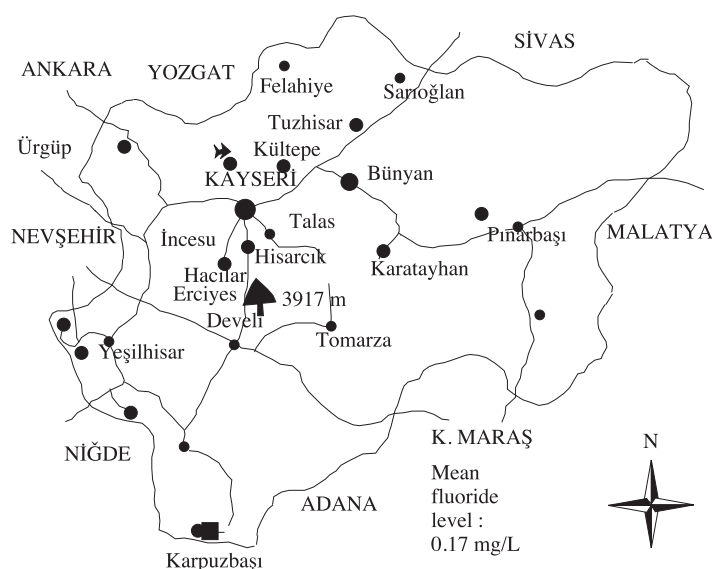 SİVAS
ANKARA
YOZGAT
Felahiye
Sarıoğlan
Tuzhisar
Ürgüp
Kültepe
KAYSERİ
Bünyan
Talas
NEVŞEHİR
İncesu
Pınarbaşı
MALATYA
Hisarcık
Hacılar
Karatayhan
Erciyes
3917 m
Develi
Tomarza
Yeşilhisar
K. MARAŞ
N
NİĞDE
Mean
fluoride
level :
0.17 mg/L
ADANA
Karpuzbaşı